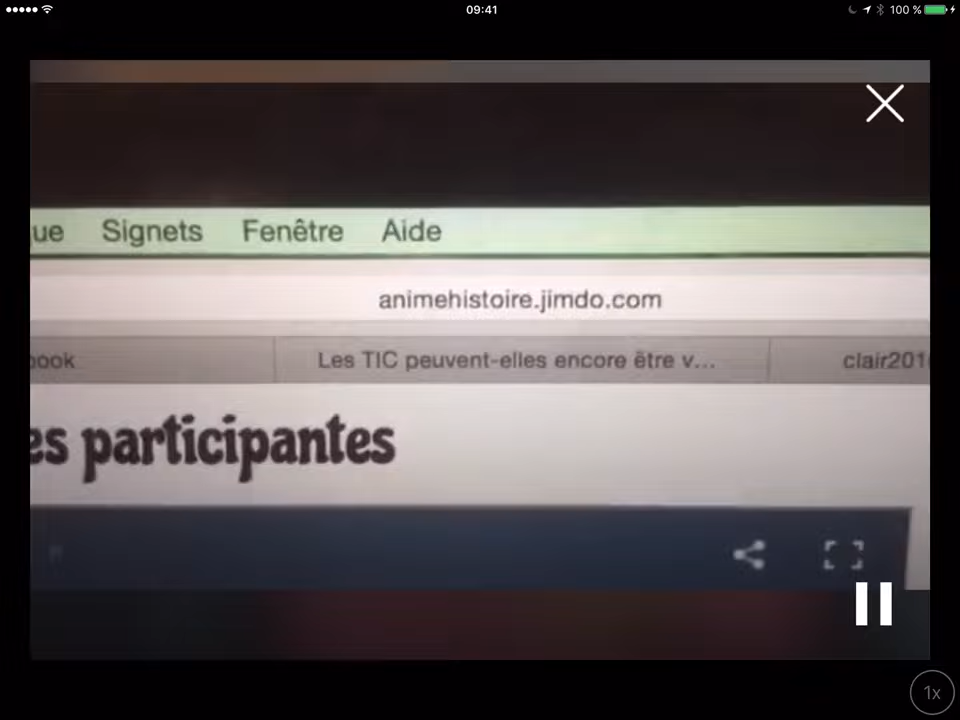 09:41
100 %
ue Signets Fenêtre Aide
animehistoire.jimdo.com
ook Les TIC peuvent-elles encore être v... clair201
es participantes
1x